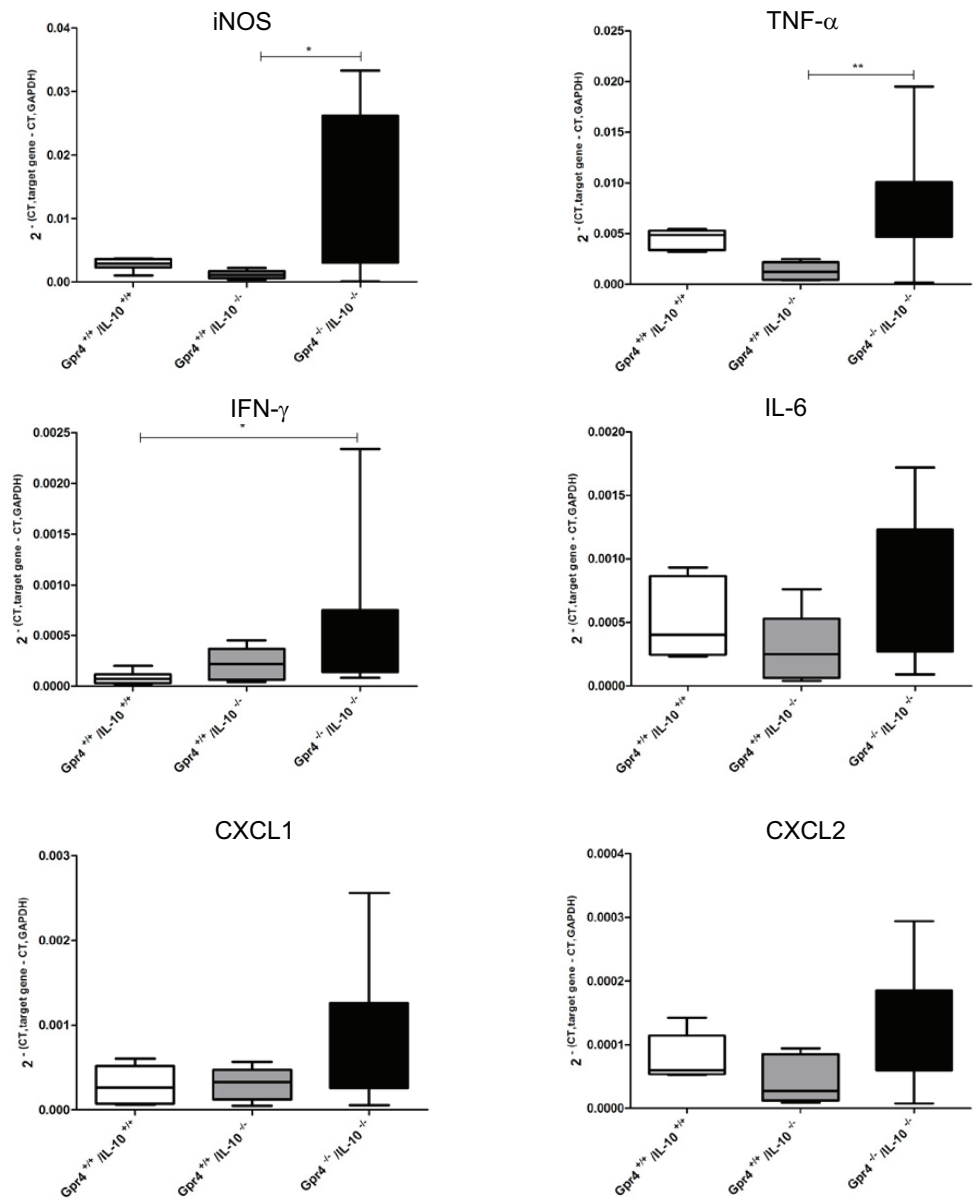 iNOS
2 - (CT,target gene - CT,GAPDH)
0.04
0.03
0.02
0.01
0.00
*
Gpr4 +/+ /IL-10 +/+
Gpr4 +/+ /IL-10 -/-
Gpr4 -/- /IL-10 -/-
TNF-α
2 - (CT,target gene - CT,GAPDH)
0.025
0.020
0.015
0.010
0.005
0.000
**
Gpr4 +/+ /IL-10 +/+
Gpr4 +/+ /IL-10 -/-
Gpr4 -/- /IL-10 -/-
IFN-γ
2 - (CT,target gene - CT,GAPDH)
0.0025
0.0020
0.0015
0.0010
0.0005
0.0000
*
Gpr4 +/+ /IL-10 +/+
Gpr4 +/+ /IL-10 -/-
Gpr4 -/- /IL-10 -/-
IL-6
2 - (CT,target gene - CT,GAPDH)
0.0020
0.0015
0.0010
0.0005
0.0000
Gpr4 +/+ /IL-10 +/+
Gpr4 +/+ /IL-10 -/-
Gpr4 -/- /IL-10 -/-
CXCL1
2 - (CT,target gene - CT,GAPDH)
0.003
0.002
0.001
0.000
Gpr4 +/+ /IL-10 +/+
Gpr4 +/+ /IL-10 -/-
Gpr4 -/- /IL-10 -/-
CXCL2
2 - (CT,target gene - CT,GAPDH)
0.0004
0.0003
0.0002
0.0001
0.0000
Gpr4 +/+ /IL-10 +/+
Gpr4 +/+ /IL-10 -/-
Gpr4 -/- /IL-10 -/-